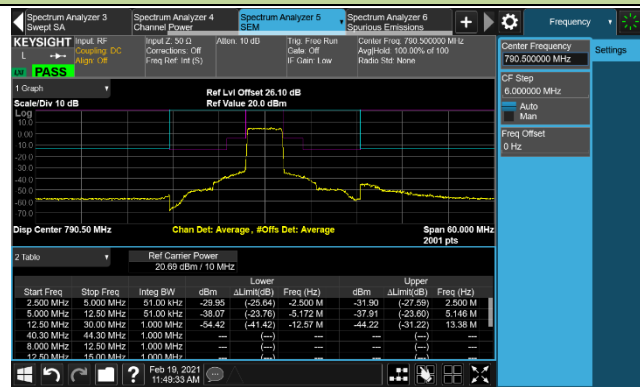 Spectrum Analyzer 3
Swept SA
Spectrum Analyzer 4
Channel Power
Spectrum Analyzer 5
SEM
Spectrum Analyzer 6
Spurious Emissions
+
Frequency
KEYSIGHT
L
PASS
Input: RF
Coupling: DC
Align: Off
Input Z: 50 Ω
Corrections: Off
Freq Ref: Int (S)
Atten: 10 dB
Trig: Free Run
Gate: Off
IF Gain: Low
Center Freq: 790.500000 MHz
Avg|Hold: 100.00% of 100
Radio Std: None
Center Frequency
790.500000 MHz
Settings
CF Step
6.000000 MHz
Auto
Man
Freq Offset
0 Hz
1 Graph
Scale/Div 10 dB
Ref Lvl Offset 26.10 dB
Ref Value 20.0 dBm
Log
10.0
0.00
-10.0
-20.0
-30.0
-40.0
-50.0
-60.0
-70.0
Disp Center 790.50 MHz
Chan Det: Average, #Offs Det: Average
Span 60.000 MHz
2001 pts
2 Table
Ref Carrier Power
20.69 dBm / 10 MHz
Lower Upper
Start Freq Stop Freq Integ BW dBm ΔLimit(dB) Freq (Hz) dBm ΔLimit(dB) Freq (Hz)
2.500 MHz 5.000 MHz 51.00 kHz -29.95 (-25.64) -2.500 M -31.90 (-27.59) 2.500 M
5.000 MHz 12.50 MHz 51.00 kHz -38.07 (-23.76) -5.172 M -37.91 (-23.60) 5.146 M
12.50 MHz 30.00 MHz 1.000 MHz -54.42 (-41.42) -12.57 M -44.22 (-31.22) 13.38 M
40.30 MHz 44.30 MHz 1.000 MHz --- (---) --- --- (---) ---
8.000 MHz 12.50 MHz 1.000 MHz --- (---) --- --- (---) ---
12.50 MHz 15.00 MHz 1.000 MHz --- (---) --- --- (---) ---
?
Feb 19, 2021
11:49:33 AM